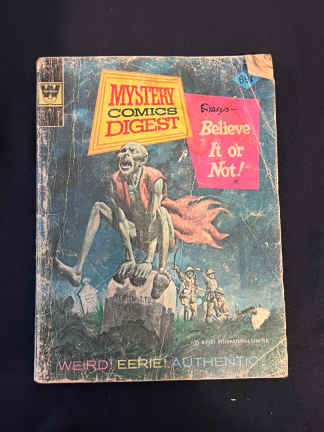 W
MYSTERY
COMICS
DIGEST
Ripley's—
Believe
It or
Not!
WEIRD! EERIE! AUTHENTIC